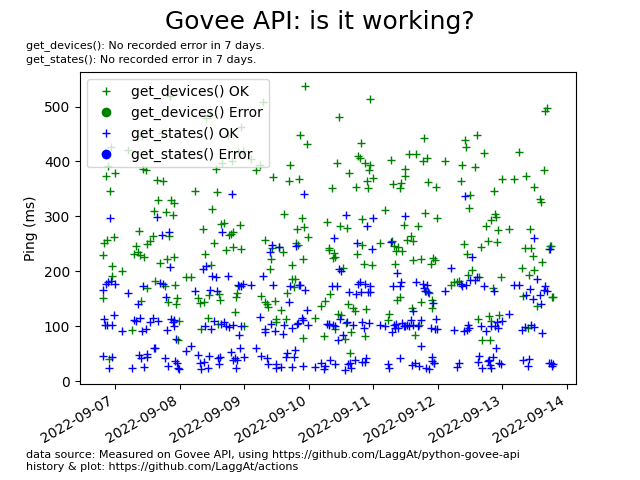 Govee API: is it working?
get_devices(): No recorded error in 7 days.
get_states(): No recorded error in 7 days.
get_devices() OK
get_devices() Error
get_states() OK
get_states() Error
Ping (ms)
500
400
300
200
100
0
2022-09-07
2022-09-08
2022-09-09
2022-09-10
2022-09-11
2022-09-12
2022-09-13
2022-09-14
data source: Measured on Govee API, using https://github.com/LaggAt/python-govee-api
history & plot: https://github.com/LaggAt/actions